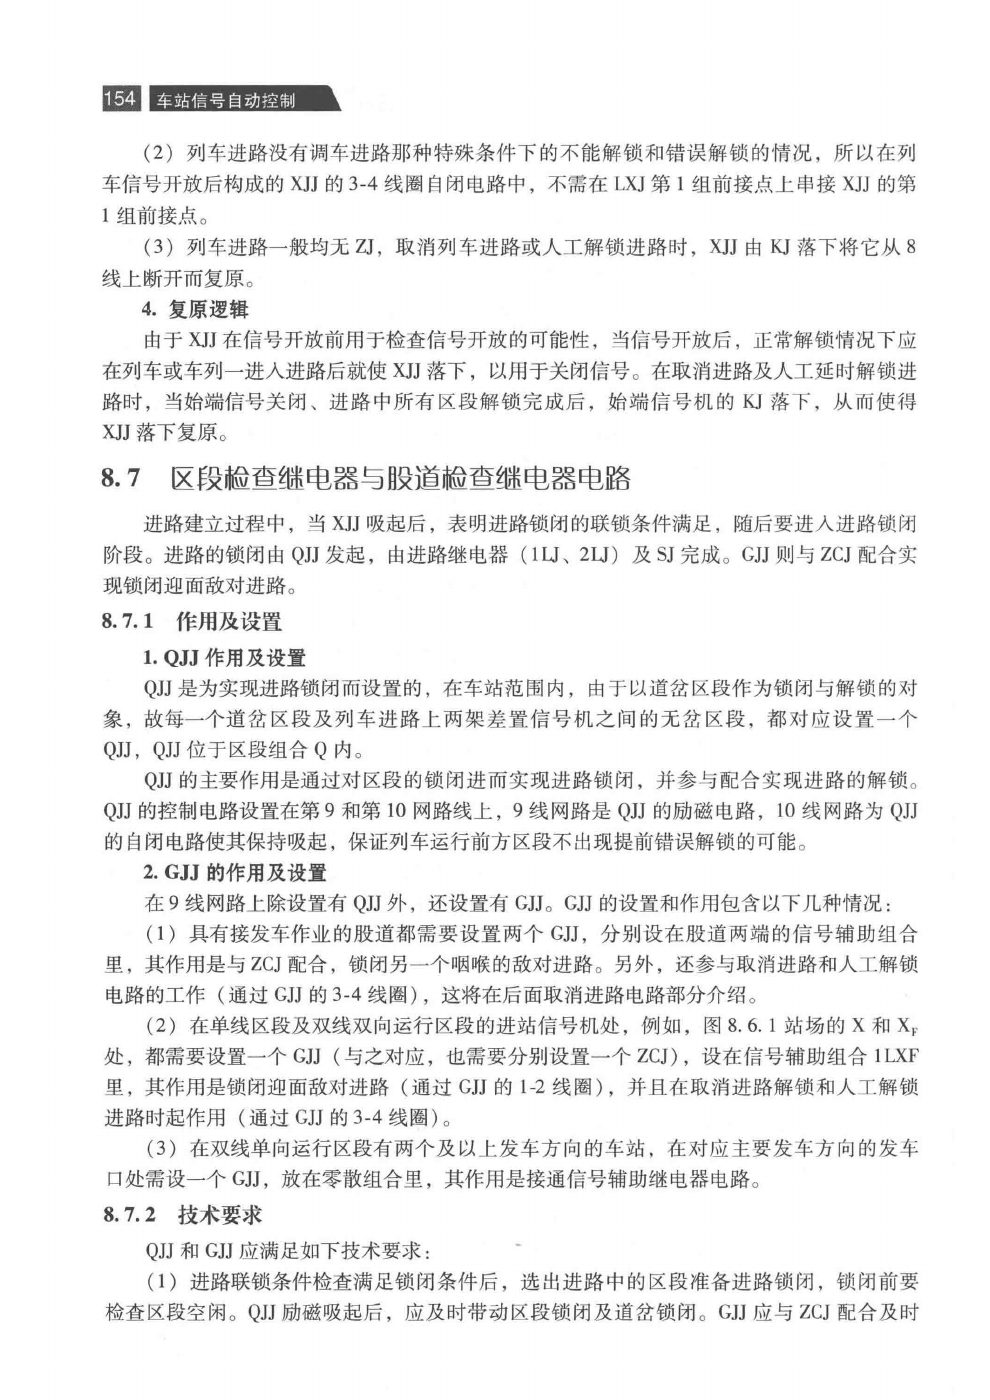 154 车站信号自动控制
(2) 列车进路没有调车进路那种特殊条件下的不能解锁和错误解锁的情况，所以在列
车信号开放后构成的 XJJ 的 3-4 线圈自闭电路中，不需在 LXJ 第 1 组前接点上串接 XJJ 的第
1 组前接点。
(3) 列车进路一般均无 ZJ，取消列车进路或人工解锁进路时，XJJ 由 KJ 落下将它从 8
线上断开而复原。
4. 复原逻辑
由于 XJJ 在信号开放前用于检查信号开放的可能性，当信号开放后，正常解锁情况下应
在列车或车列一进入进路后就使 XJJ 落下，以用于关闭信号。在取消进路及人工延时解锁进
路时，当始端信号关闭、进路中所有区段解锁完成后，始端信号机的 KJ 落下，从而使得
XJJ 落下复原。
8.7 区段检查继电器与股道检查继电器电路
进路建立过程中，当 XJJ 吸起后，表明进路锁闭的联锁条件满足，随后要进入进路锁闭
阶段。进路的锁闭由 QJJ 发起，由进路继电器（1LJ、2LJ）及 SJ 完成。GJJ 则与 ZCJ 配合实
现锁闭迎面敌对进路。
8.7.1 作用及设置
1. QJJ 作用及设置
QJJ 是为实现进路锁闭而设置的，在车站范围内，由于以道岔区段作为锁闭与解锁的对
象，故每一个道岔区段及列车进路上两架差置信号机之间的无岔区段，都对应设置一个
QJJ，QJJ 位于区段组合 Q 内。
QJJ 的主要作用是通过对区段的锁闭进而实现进路锁闭，并参与配合实现进路的解锁。
QJJ 的控制电路设置在第 9 和第 10 网路线上，9 线网路是 QJJ 的励磁电路，10 线网路为 QJJ
的自闭电路使其保持吸起，保证列车运行前方区段不出现提前错误解锁的可能。
2. GJJ 的作用及设置
在 9 线网路上除设置有 QJJ 外，还设置有 GJJ。GJJ 的设置和作用包含以下几种情况：
(1) 具有接发车作业的股道都需要设置两个 GJJ，分别设在股道两端的信号辅助组合
里，其作用是与 ZCJ 配合，锁闭另一个咽喉的敌对进路。另外，还参与取消进路和人工解锁
电路的工作（通过 GJJ 的 3-4 线圈），这将在后面取消进路电路部分介绍。
(2) 在单线区段及双线双向运行区段的进站信号机处，例如，图 8.6.1 站场的 X 和 XF
处，都需要设置一个 GJJ（与之对应，也需要分别设置一个 ZCJ），设在信号辅助组合 1LXF
里，其作用是锁闭迎面敌对进路（通过 GJJ 的 1-2 线圈），并且在取消进路解锁和人工解锁
进路时起作用（通过 GJJ 的 3-4 线圈）。
(3) 在双线单向运行区段有两个及以上发车方向的车站，在对应主要发车方向的发车
口处需设一个 GJJ，放在零散组合里，其作用是接通信号辅助继电器电路。
8.7.2 技术要求
QJJ 和 GJJ 应满足如下技术要求：
(1) 进路联锁条件检查满足锁闭条件后，选出进路中的区段准备进路锁闭，锁闭前要
检查区段空闲。QJJ 励磁吸起后，应及时带动区段锁闭及道岔锁闭。GJJ 应与 ZCJ 配合及时